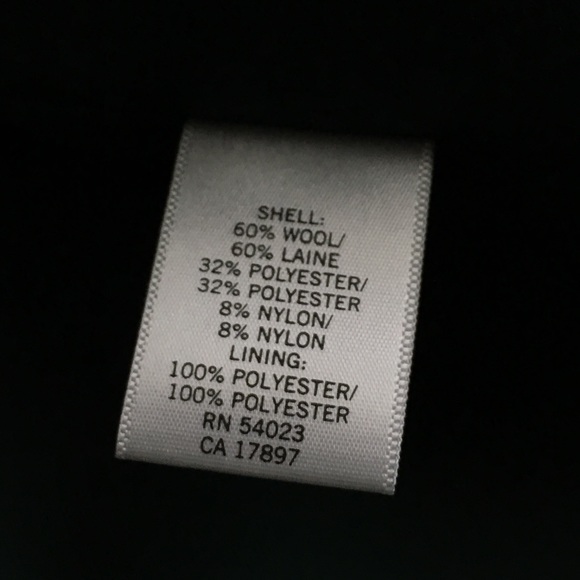 SHELL:
60% WOOL/
60% LAINE
32% POLYESTER/
32% POLYESTER
8% NYLON/
8% NYLON
LINING:
100% POLYESTER/
100% POLYESTER
RN 54023
CA 17897